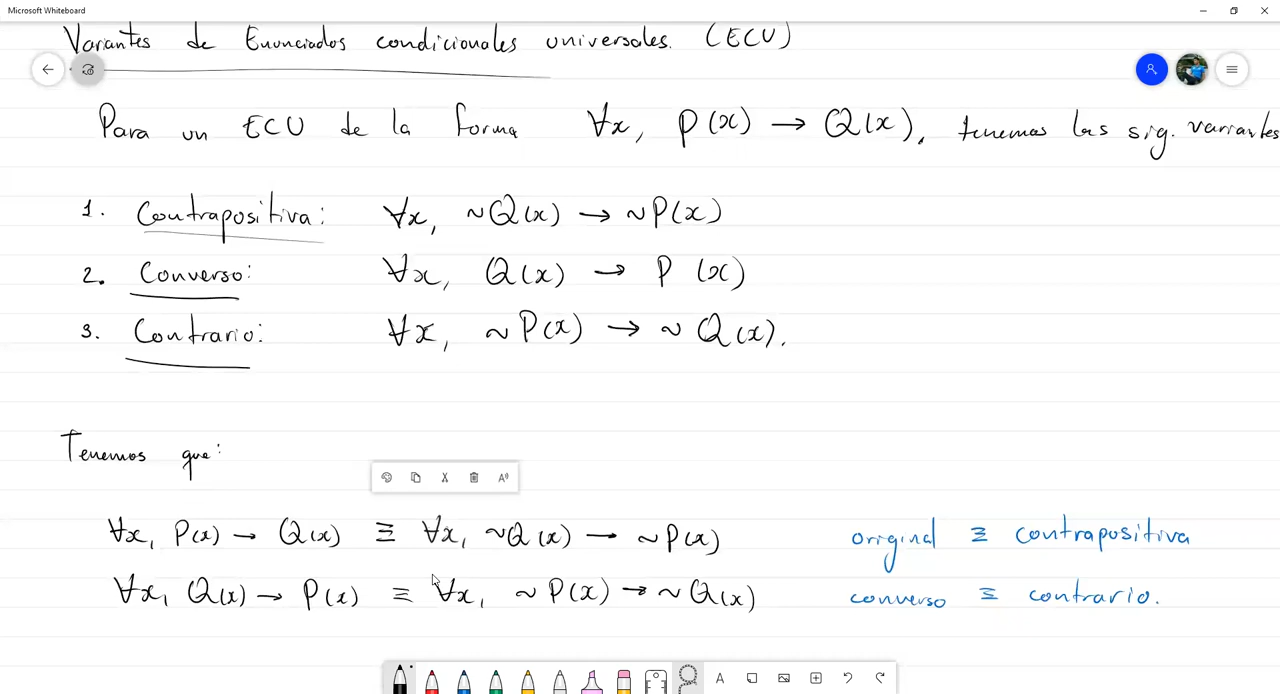 Microsoft Whiteboard
Variantes de Enunciados condicionales universales. (ECU)
Para un ECU de la forma ∀x, P(x) → Q(x), tenemos las sig. variantes
1. Contrapositiva: ∀x, ~Q(x) → ~P(x)
2. Converso: ∀x, Q(x) → P(x)
3. Contrario: ∀x, ~P(x) → ~Q(x).
Tenemos que:
∀x, P(x) → Q(x) ≡ ∀x, ~Q(x) → ~P(x) original ≡ contrapositiva
∀x, Q(x) → P(x) ≡ ∀x, ~P(x) → ~Q(x) converso ≡ contrario.